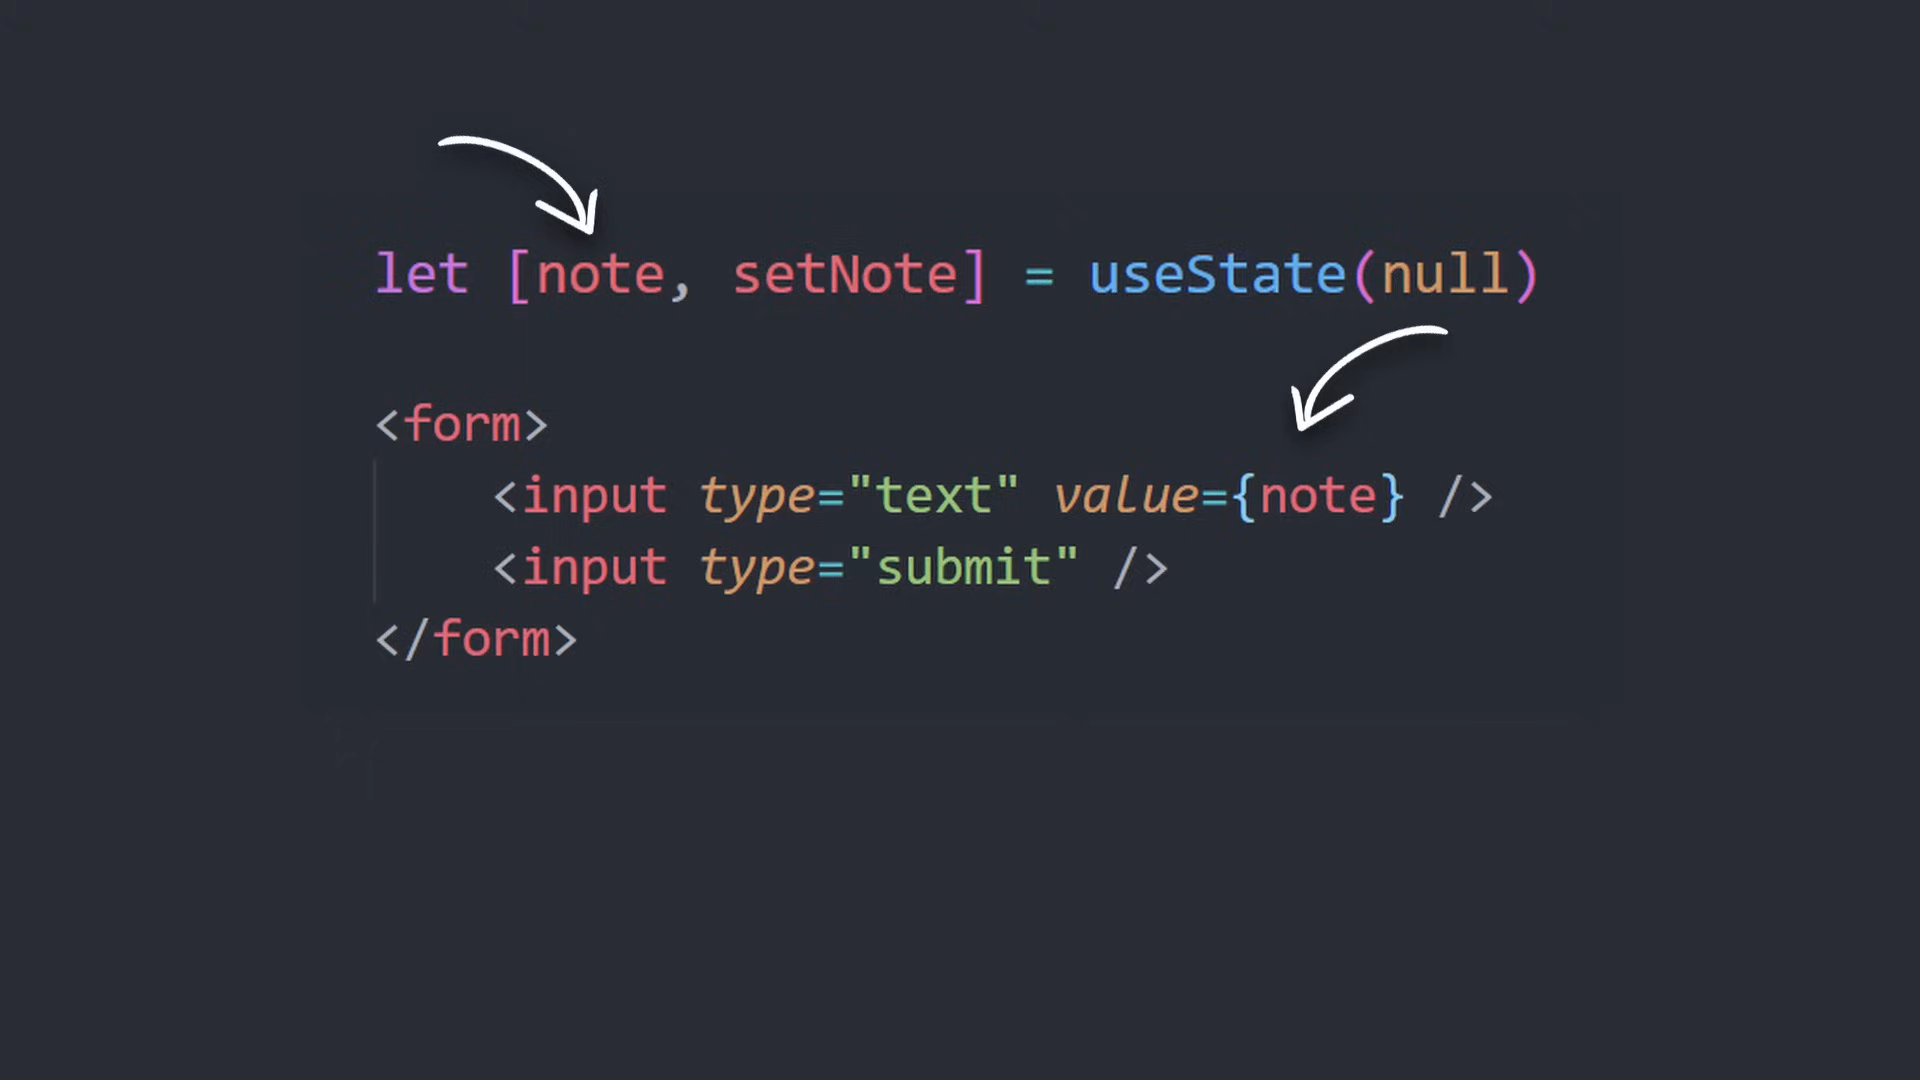 let [note, setNote] = useState(null)
<form>
<input type="text" value={note} />
<input type="submit" />
</form>